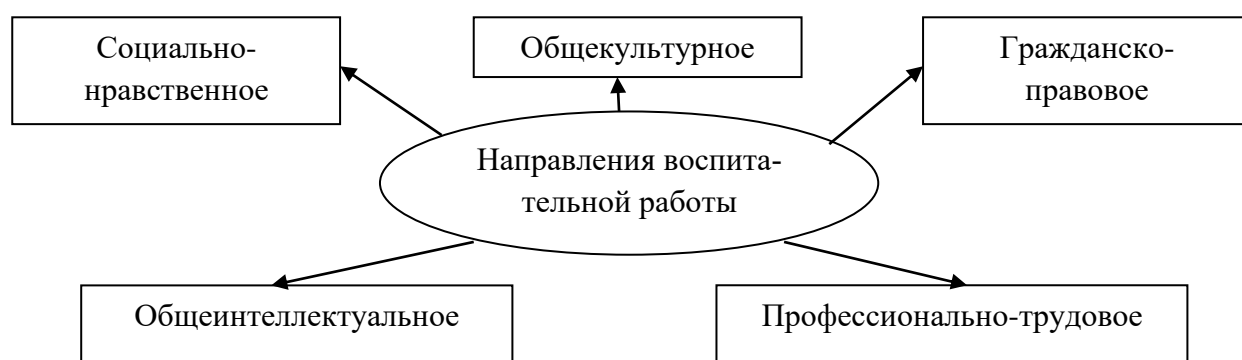 Социально-
нравственное
Общекультурное
Гражданско-
правовое
Направления воспита-
тельной работы
Общеинтеллектуальное
Профессионально-трудовое